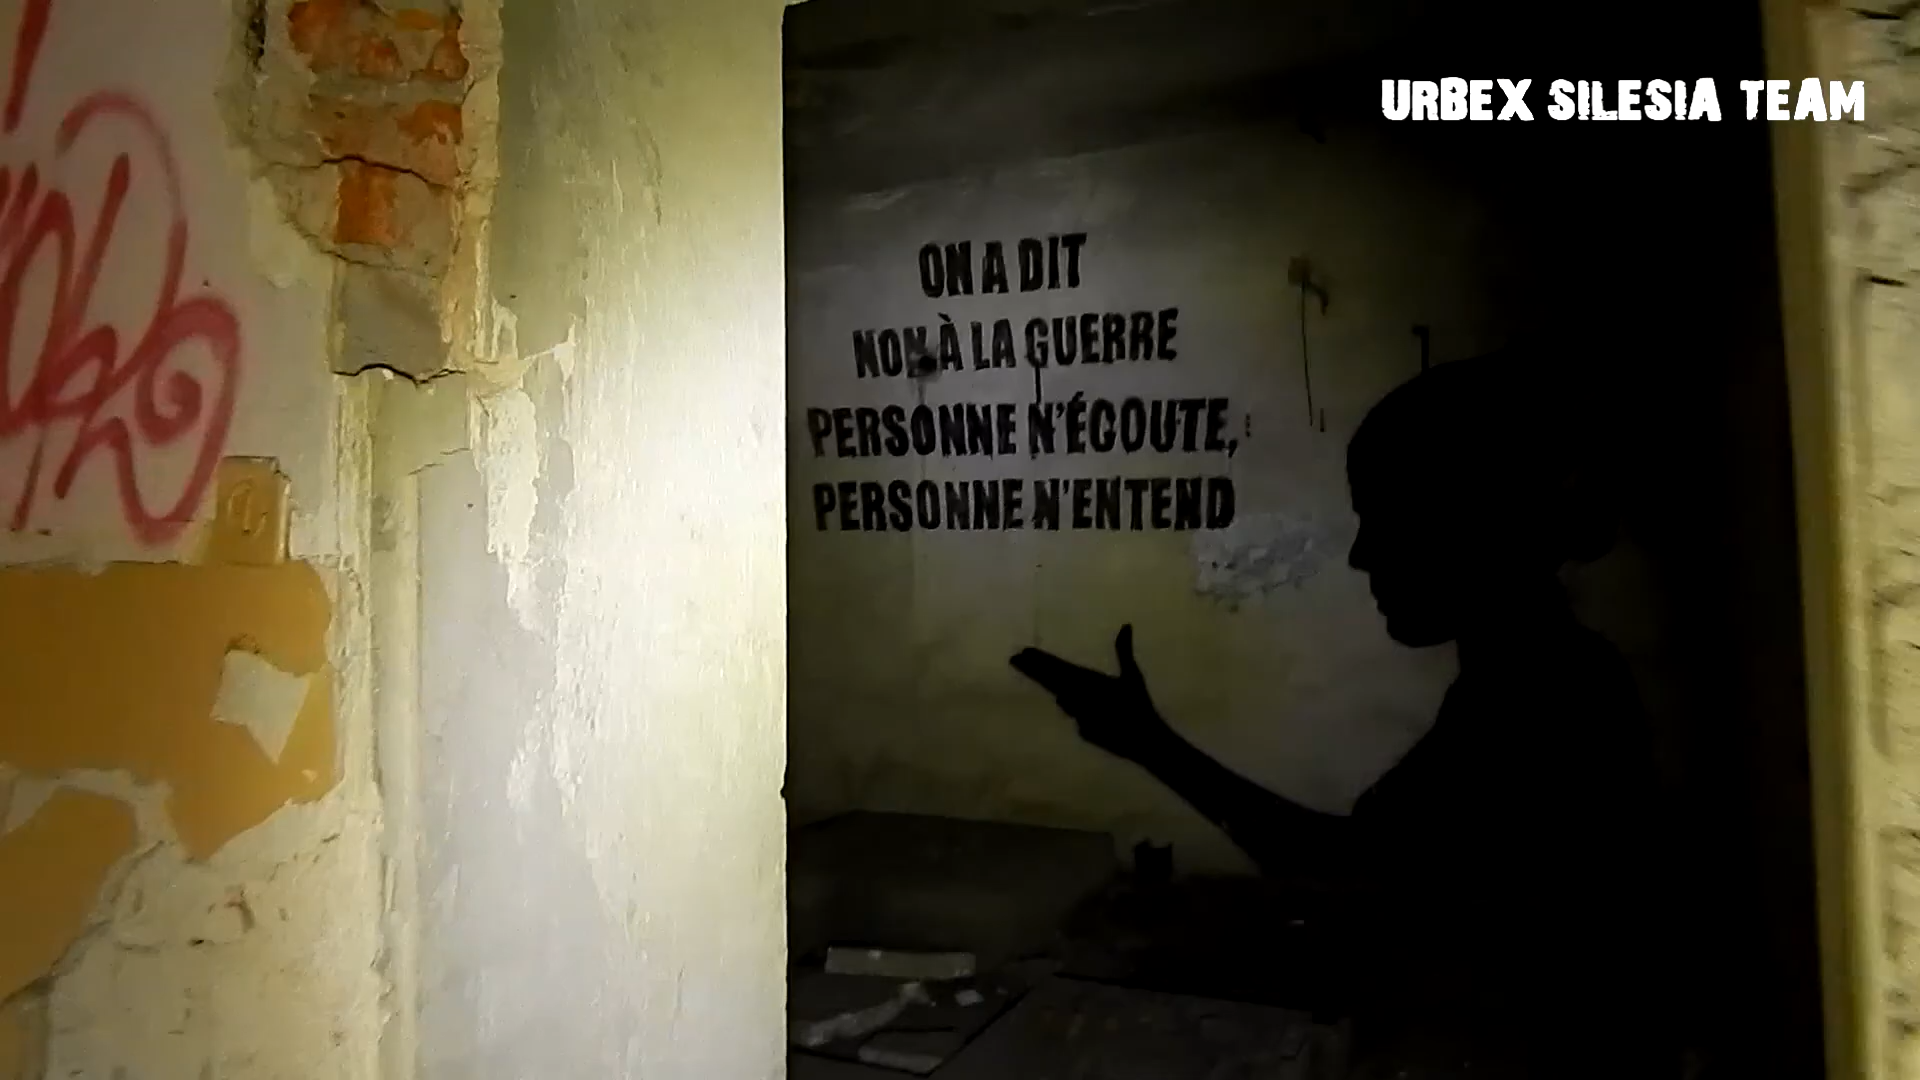 URBEX SILESIA TEAM
ON A DIT
NON À LA GUERRE
PERSONNE N'ÉCOUTE,
PERSONNE N'ENTEND